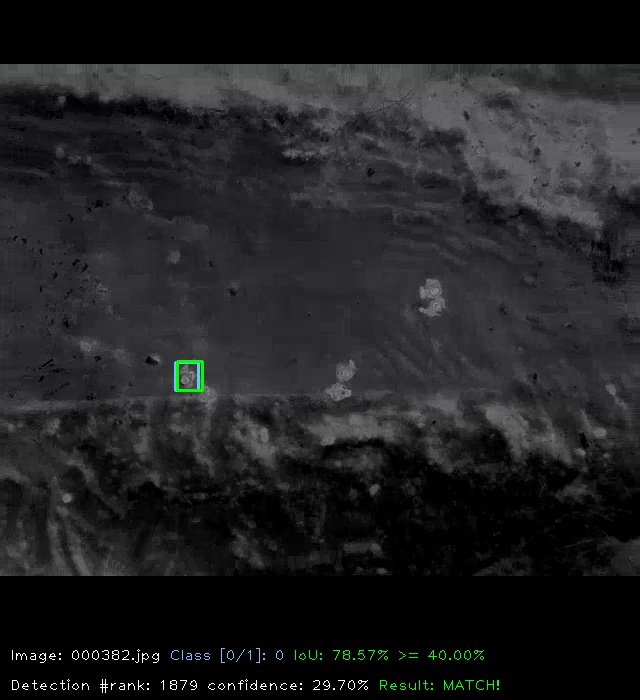 Image: 000382.jpg Class [0/1]: 0 IoU: 78.57% >= 40.00%
Detection #rank: 1879 confidence: 29.70% Result: MATCH!